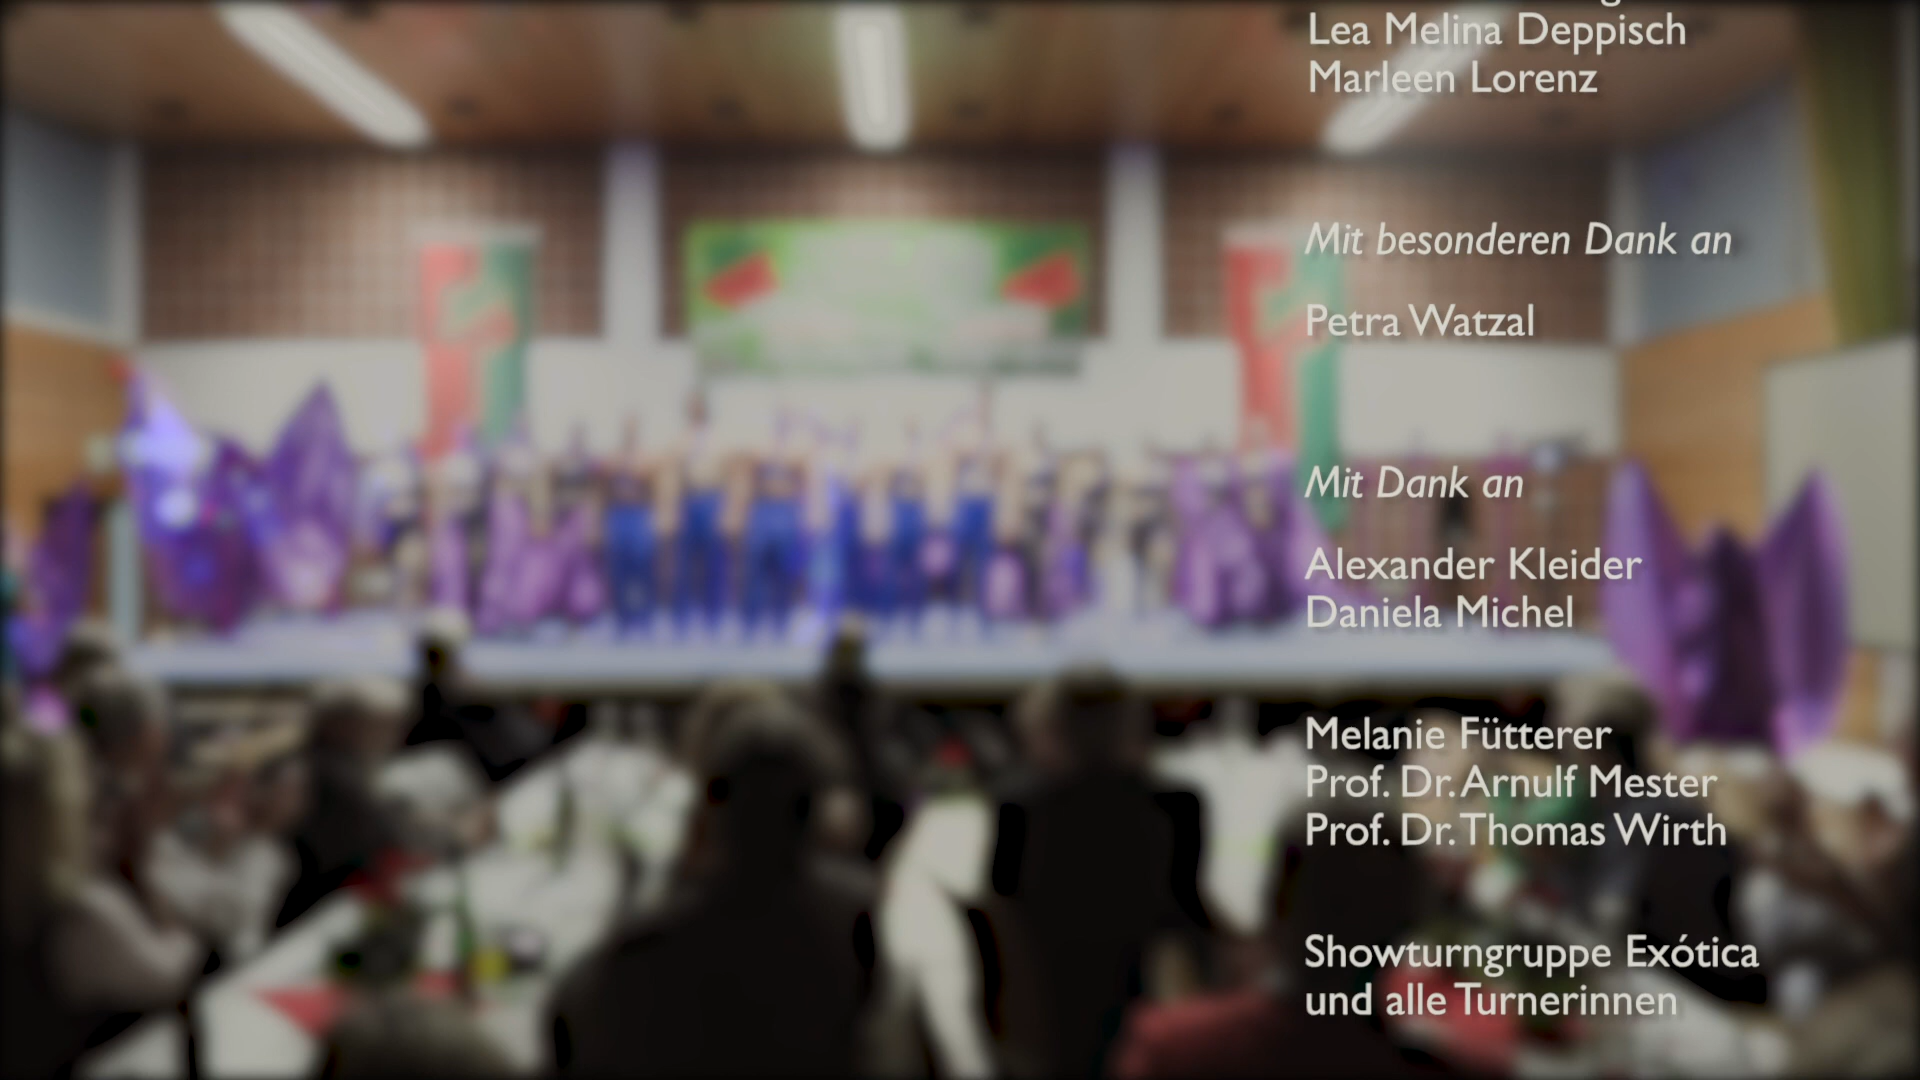 Lea Melina Deppisch
Marleen Lorenz
Mit besonderen Dank an
Petra Watzal
Mit Dank an
Alexander Kleider
Daniela Michel
Melanie Fütterer
Prof. Dr. Arnulf Mester
Prof. Dr. Thomas Wirth
Showturngruppe Exótica
und alle Turnerinnen